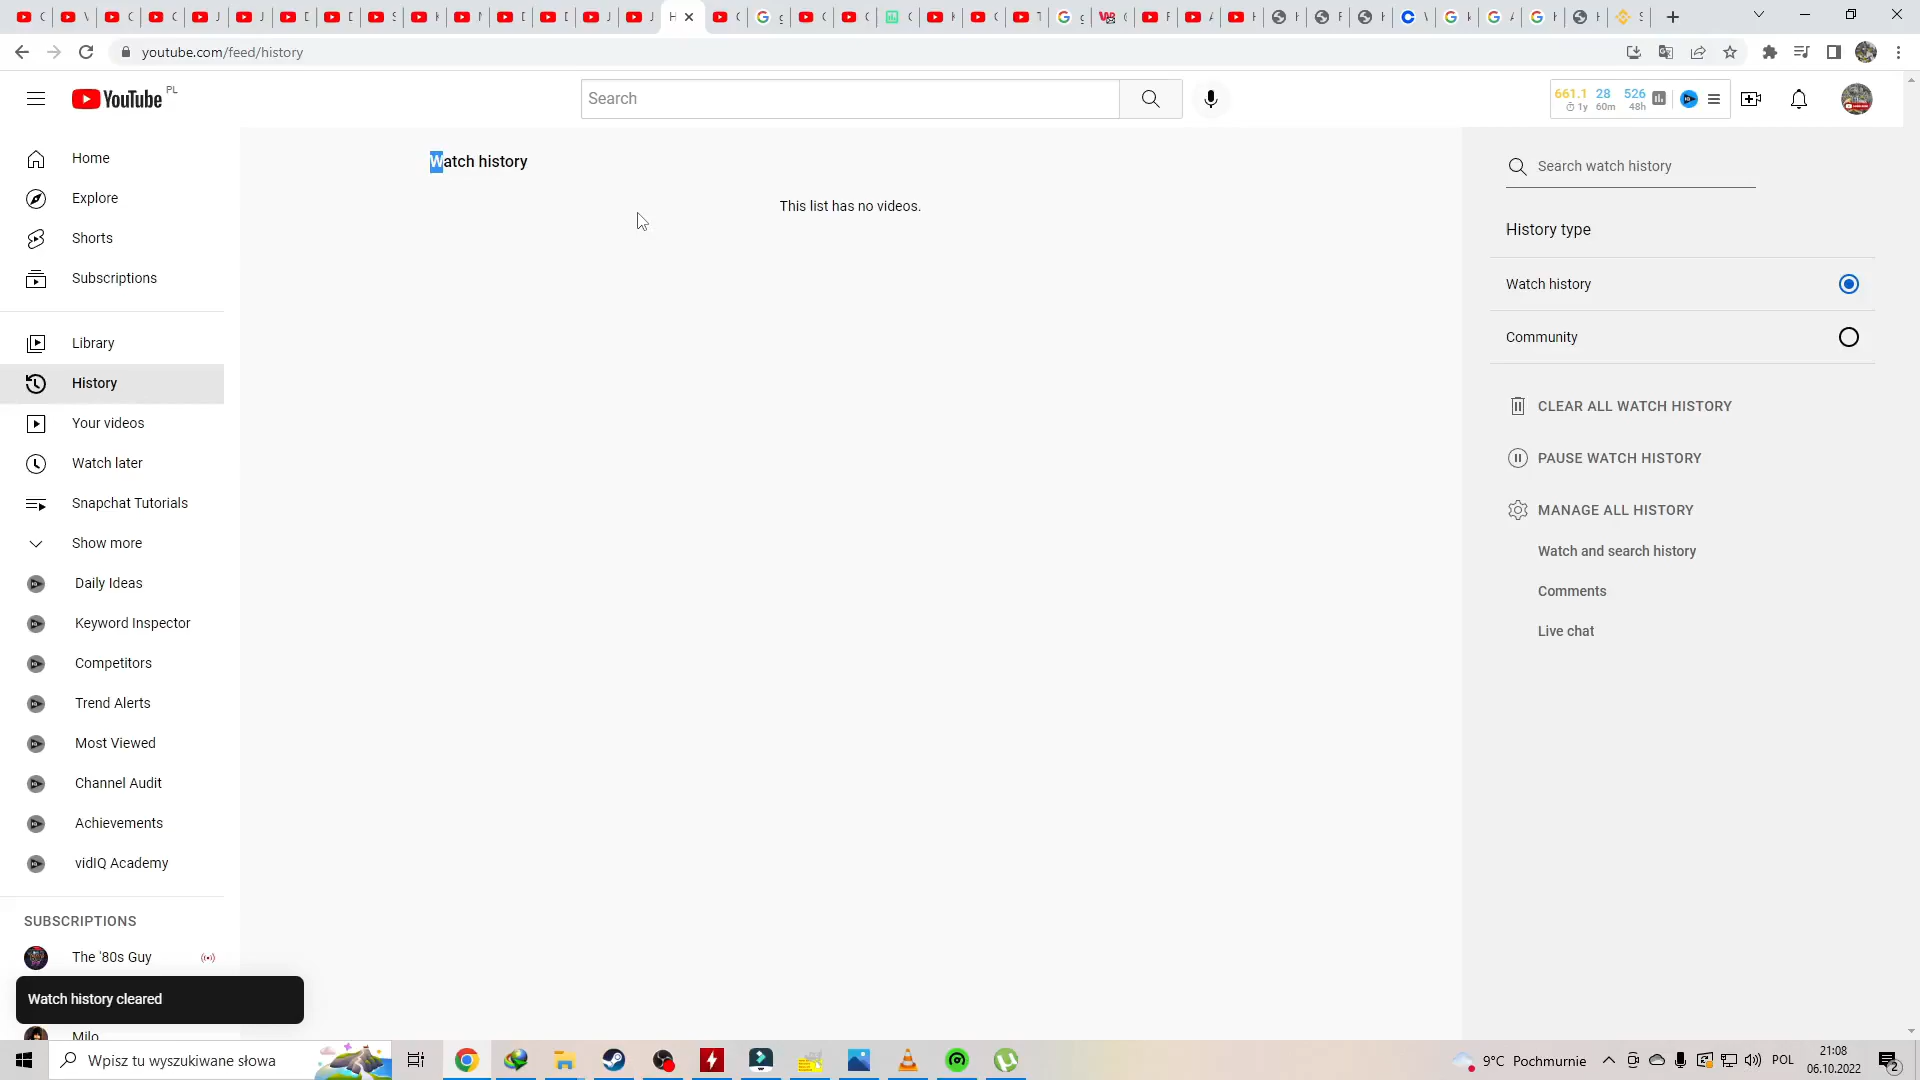 youtube.com/feed/history
YouTube PL
Search
661.1 28 526
1y 60m 48h
Home
Explore
Shorts
Subscriptions
Library
History
Your videos
Watch later
Snapchat Tutorials
Show more
Daily Ideas
Keyword Inspector
Competitors
Trend Alerts
Most Viewed
Channel Audit
Achievements
vidIQ Academy
SUBSCRIPTIONS
The '80s Guy
Milo
Watch history cleared
Watch history
This list has no videos.
Search watch history
History type
Watch history
Community
CLEAR ALL WATCH HISTORY
PAUSE WATCH HISTORY
MANAGE ALL HISTORY
Watch and search history
Comments
Live chat
Wpisz tu wyszukiwane słowa
9°C Pochmurnie
POL
21:08
06.10.2022
2